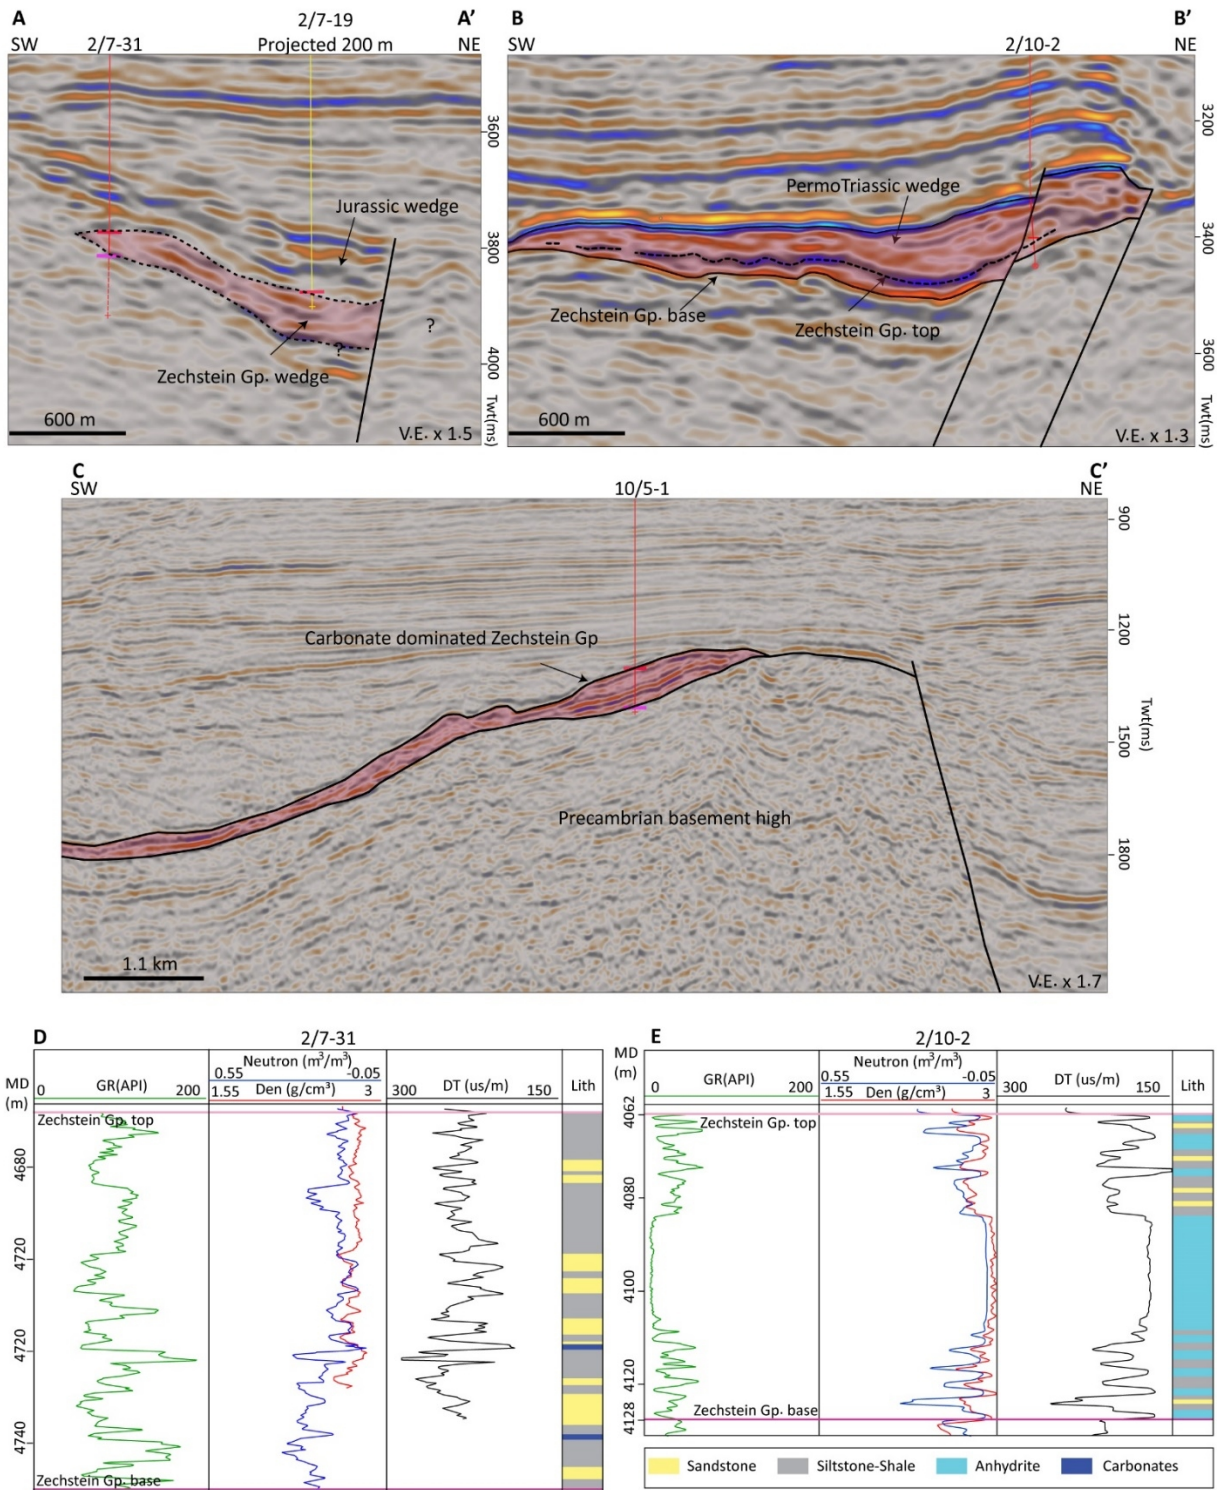 A
2/7-19
A'
SW
2/7-31
Projected 200 m
NE
3600
Jurassic wedge
3800
?
?
Zechstein Gp. wedge
4000
Twt(ms)
600 m
V.E. x 1.5
B
B'
SW
2/10-2
NE
3200
PermoTriassic wedge
3400
Zechstein Gp. base
Zechstein Gp. top
3600
Twt(ms)
600 m
V.E. x 1.3
C
C'
SW
10/5-1
NE
900
1200
Carbonate dominated Zechstein Gp
Twt(ms)
1500
Precambrian basement high
1800
1.1 km
V.E. x 1.7
D
2/7-31
MD
(m)
GR(API)
0
200
Neutron (m³/m³)
0.55
-0.05
Den (g/cm³)
1.55
3
DT (us/m)
300
150
Lith
Zechstein Gp. top
4680
4720
4720
4740
Zechstein Gp. base
E
2/10-2
MD
(m)
GR(API)
0
200
Neutron (m³/m³)
0.55
-0.05
Den (g/cm³)
1.55
3
DT (us/m)
300
150
Lith
4062
Zechstein Gp. top
4080
4100
4120
Zechstein Gp. base
4128
Sandstone
Siltstone-Shale
Anhydrite
Carbonates